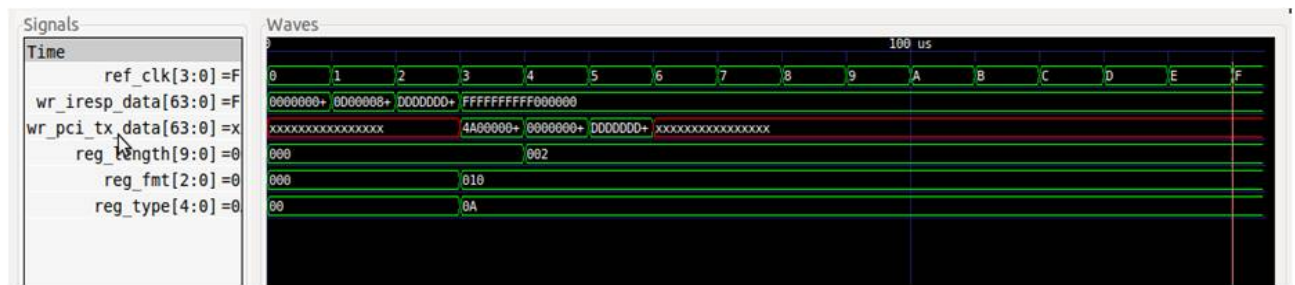 Signals Waves
Time 0 100 us
ref_clk[3:0] =F 0 1 2 3 4 5 6 7 8 9 A B C D E F
wr_iresp_data[63:0] =F 0000000+ 0D00008+ DDDDDDD+ FFFFFFFFFF000000
wr_pci_tx_data[63:0] =x xxxxxxxxxxxxxxxx 4A00000+ 0000000+ DDDDDDD+ xxxxxxxxxxxxxxxx
reg_length[9:0] =0 000 002
reg_fmt[2:0] =0 000 010
reg_type[4:0] =0 00 0A